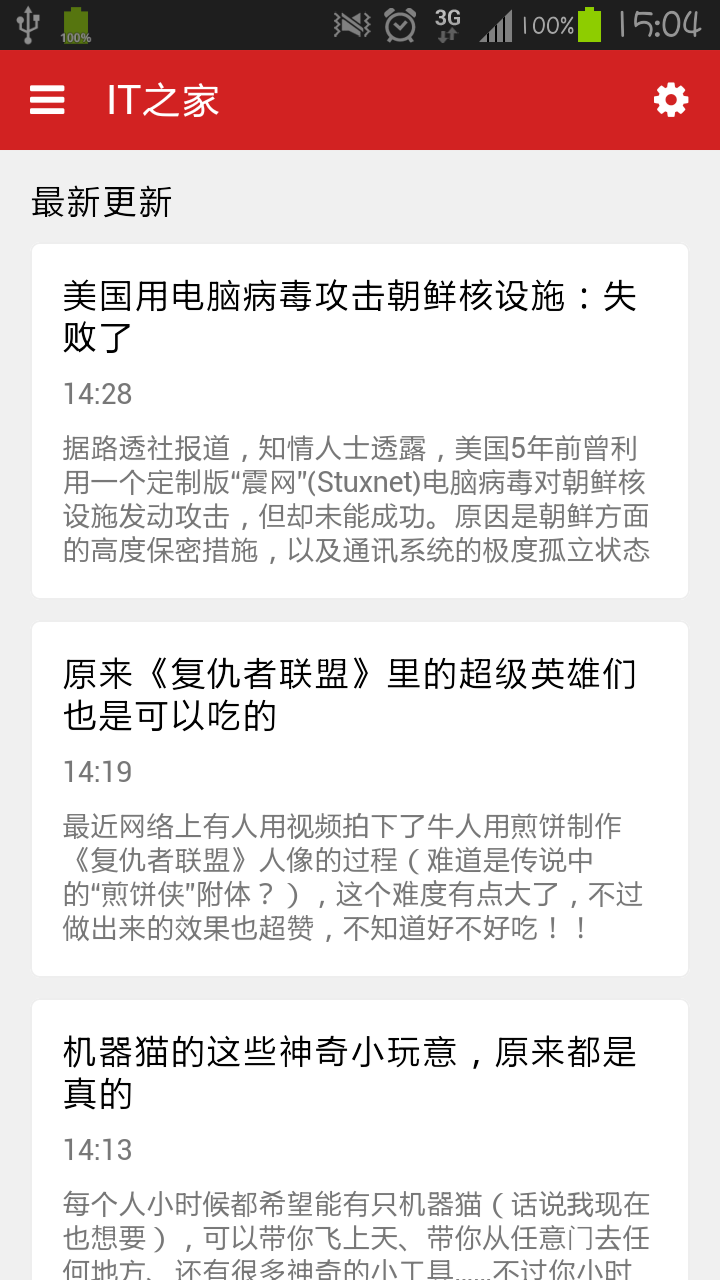 100%
3G
100%
15:04
IT之家
最新更新
美国用电脑病毒攻击朝鲜核设施：失
败了
14:28
据路透社报道，知情人士透露，美国5年前曾利
用一个定制版“震网”(Stuxnet)电脑病毒对朝鲜核
设施发动攻击，但却未能成功。原因是朝鲜方面
的高度保密措施，以及通讯系统的极度孤立状态
原来《复仇者联盟》里的超级英雄们
也是可以吃的
14:19
最近网络上有人用视频拍下了牛人用煎饼制作
《复仇者联盟》人像的过程（难道是传说中
的“煎饼侠”附体？），这个难度有点大了，不过
做出来的效果也超赞，不知道好不好吃！！
机器猫的这些神奇小玩意，原来都是
真的
14:13
每个人小时候都希望能有只机器猫（话说我现在
也想要），可以带你飞上天、带你从任意门去任
何地方、还有很多神奇的小工具……不过你小时